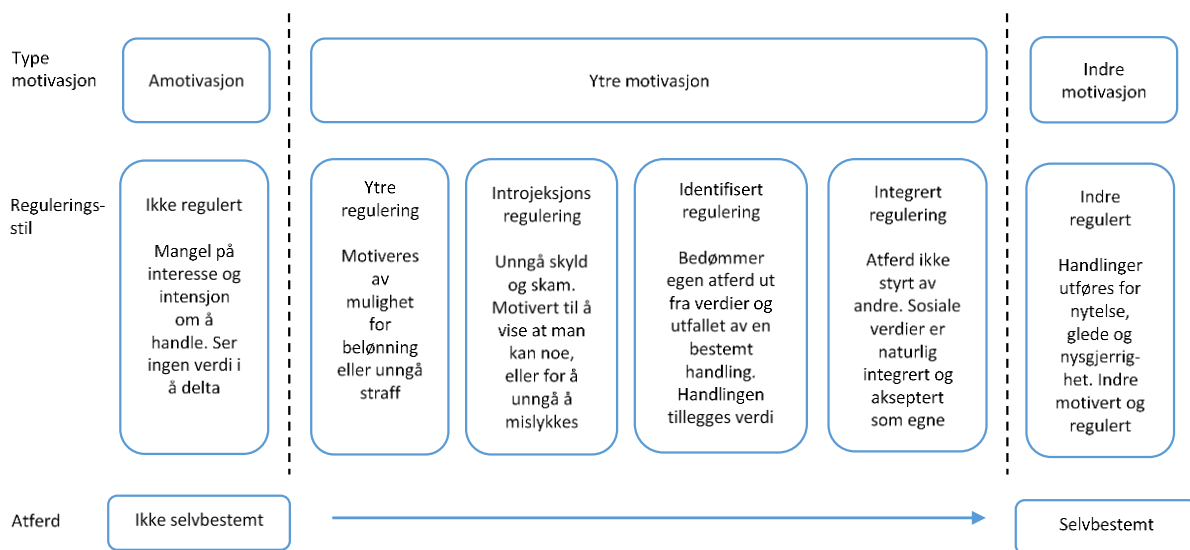 Type
motivasjon
Amotivasjon
Ytre motivasjon
Indre
motivasjon
Regulerings-
stil
Ikke regulert
Mangel på
interesse og
intensjon
om å
handle. Ser
ingen verdi i
å delta
Ytre
regulering
Motiveres
av
mulighet
for
belønning
eller unngå
straff
Introjeksjons
regulering
Unngå skyld
og skam.
Motivert til å
vise at man
kan noe,
eller for å
unngå å
mislykkes
Identifisert
regulering
Bedømmer
egen atferd ut
fra verdier og
utfallet av en
bestemt
handling.
Handlingen
tillegges verdi
Integrert
regulering
Atferd ikke
styrt av
andre. Sosiale
verdier er
naturlig
integrert og
akseptert
som egne
Indre
regulert
Handlinger
utføres for
nytelse,
glede og
nysgjerrig-
het. Indre
motivert og
regulert
Atferd
Ikke selvbestemt
Selvbestemt